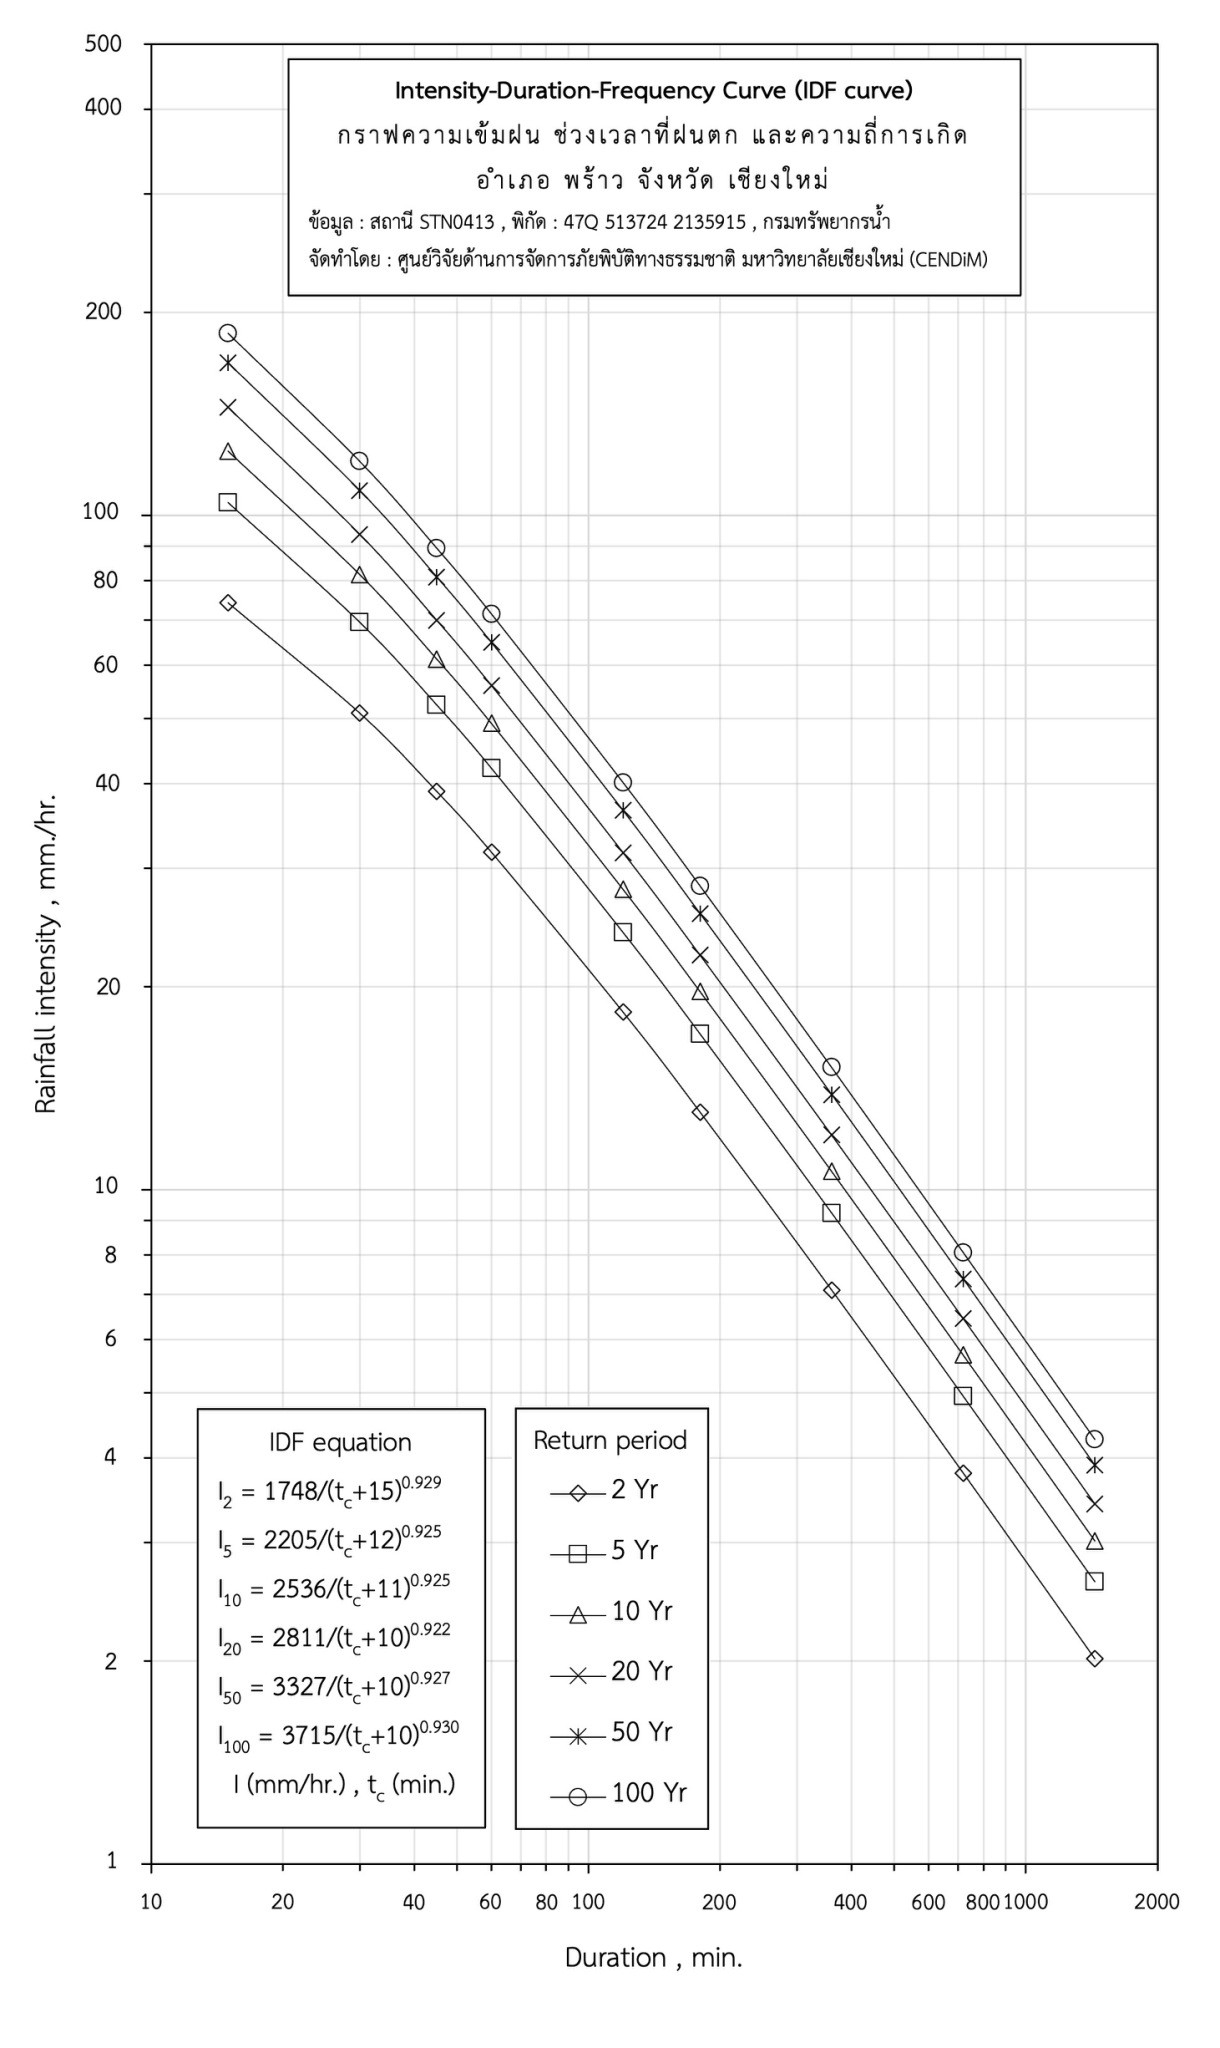 Intensity-Duration-Frequency Curve (IDF curve)
กราฟความเข้มฝน ช่วงเวลาที่ฝนตก และความถี่การเกิด
อำเภอ พร้าว จังหวัด เชียงใหม่
ข้อมูล : สถานี STN0413 , พิกัด : 47Q 513724 2135915 , กรมทรัพยากรน้ำ
จัดทำโดย : ศูนย์วิจัยด้านการจัดการภัยพิบัติทางธรรมชาติ มหาวิทยาลัยเชียงใหม่ (CENDiM)
500
400
200
100
80
60
40
20
10
8
6
4
2
1
Rainfall intensity , mm./hr.
IDF equation
I₂ = 1748/(t_c+15)^0.929
I₅ = 2205/(t_c+12)^0.925
I₁₀ = 2536/(t_c+11)^0.925
I₂₀ = 2811/(t_c+10)^0.922
I₅₀ = 3327/(t_c+10)^0.927
I₁₀₀ = 3715/(t_c+10)^0.930
I (mm/hr.) , t_c (min.)
Return period
2 Yr
5 Yr
10 Yr
20 Yr
50 Yr
100 Yr
10 20 40 60 80 100 200 400 600 800 1000 2000
Duration , min.